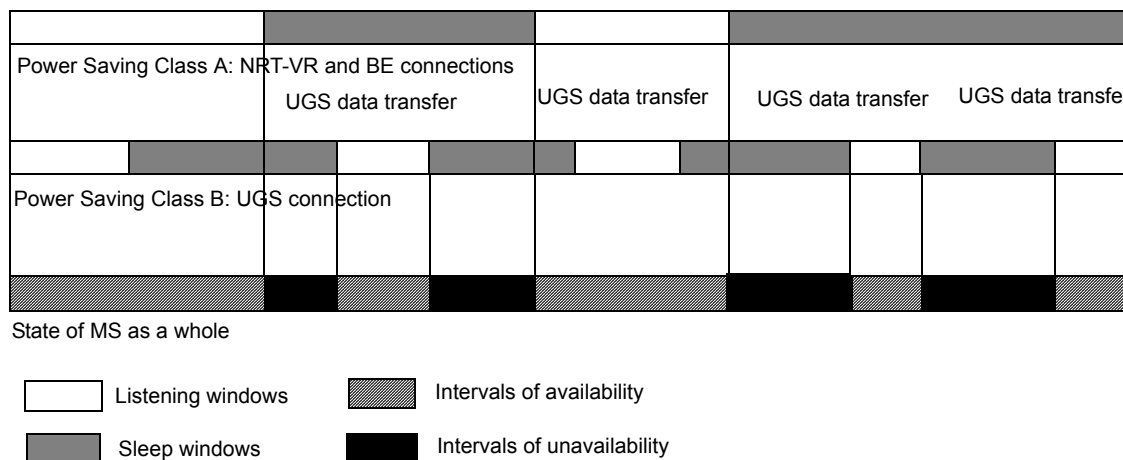 Power Saving Class A: NRT-VR and BE connections
UGS data transfer
UGS data transfer
UGS data transfer
UGS data transfe
Power Saving Class B: UGS connection
State of MS as a whole
Listening windows
Intervals of availability
Sleep windows
Intervals of unavailability